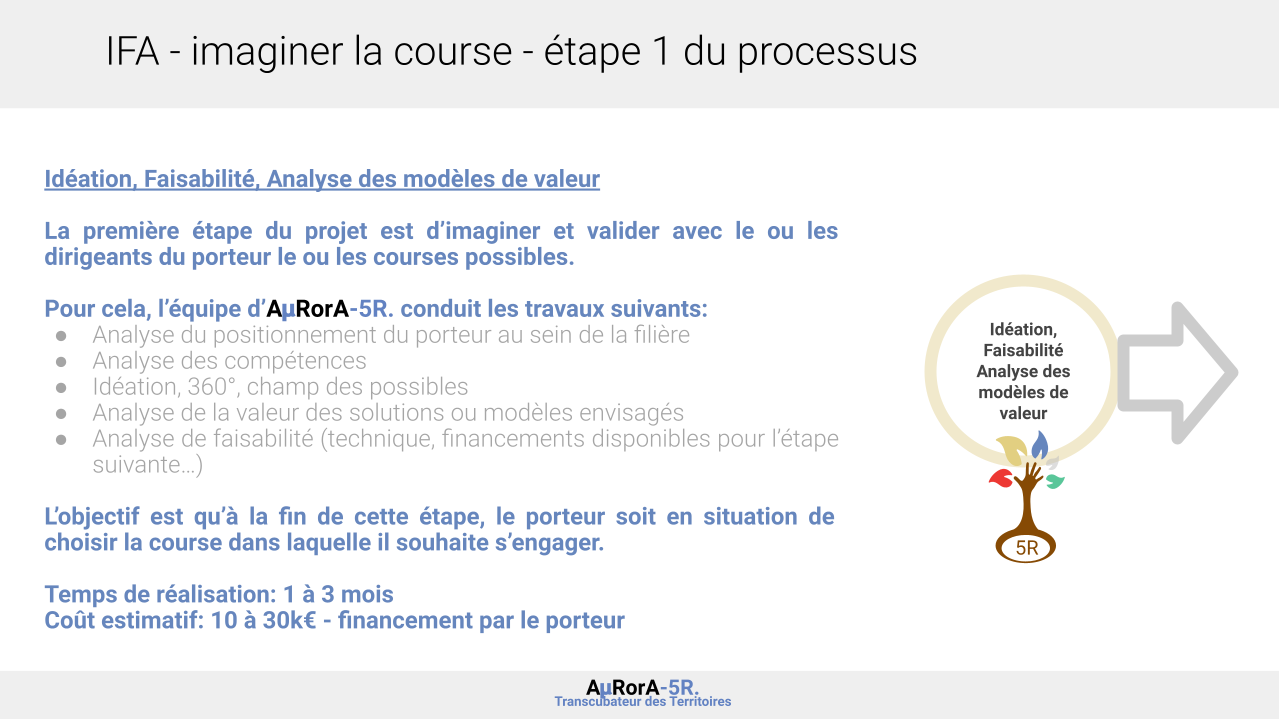 IFA - imaginer la course - étape 1 du processus
Idéation, Faisabilité, Analyse des modèles de valeur
La première étape du projet est d’imaginer et valider avec le ou les
dirigeants du porteur le ou les courses possibles.
Pour cela, l’équipe d’AµRorA-5R. conduit les travaux suivants:
● Analyse du positionnement du porteur au sein de la filière
● Analyse des compétences
● Idéation, 360°, champ des possibles
● Analyse de la valeur des solutions ou modèles envisagés
● Analyse de faisabilité (technique, financements disponibles pour l’étape
suivante…)
L’objectif est qu’à la fin de cette étape, le porteur soit en situation de
choisir la course dans laquelle il souhaite s’engager.
Temps de réalisation: 1 à 3 mois
Coût estimatif: 10 à 30k€ - financement par le porteur
Idéation,
Faisabilité
Analyse des
modèles de
valeur
5R
AµRorA-5R.
Transcubateur des Territoires